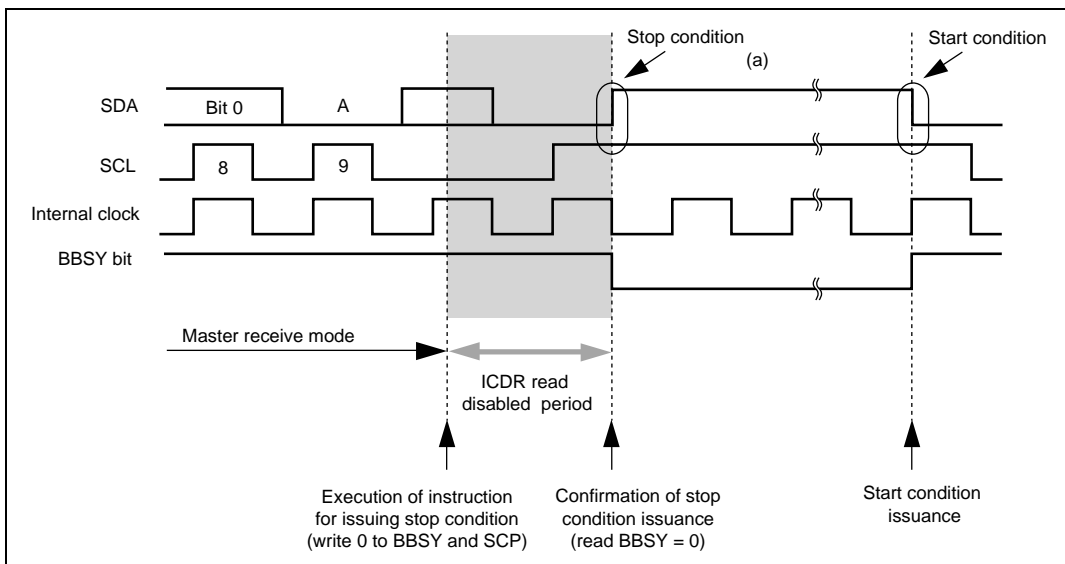 Stop condition
Start condition
(a)
SDA
Bit 0
A
SCL
8
9
Internal clock
BBSY bit
Master receive mode
ICDR read
disabled period
Execution of instruction
for issuing stop condition
(write 0 to BBSY and SCP)
Confirmation of stop
condition issuance
(read BBSY = 0)
Start condition
issuance